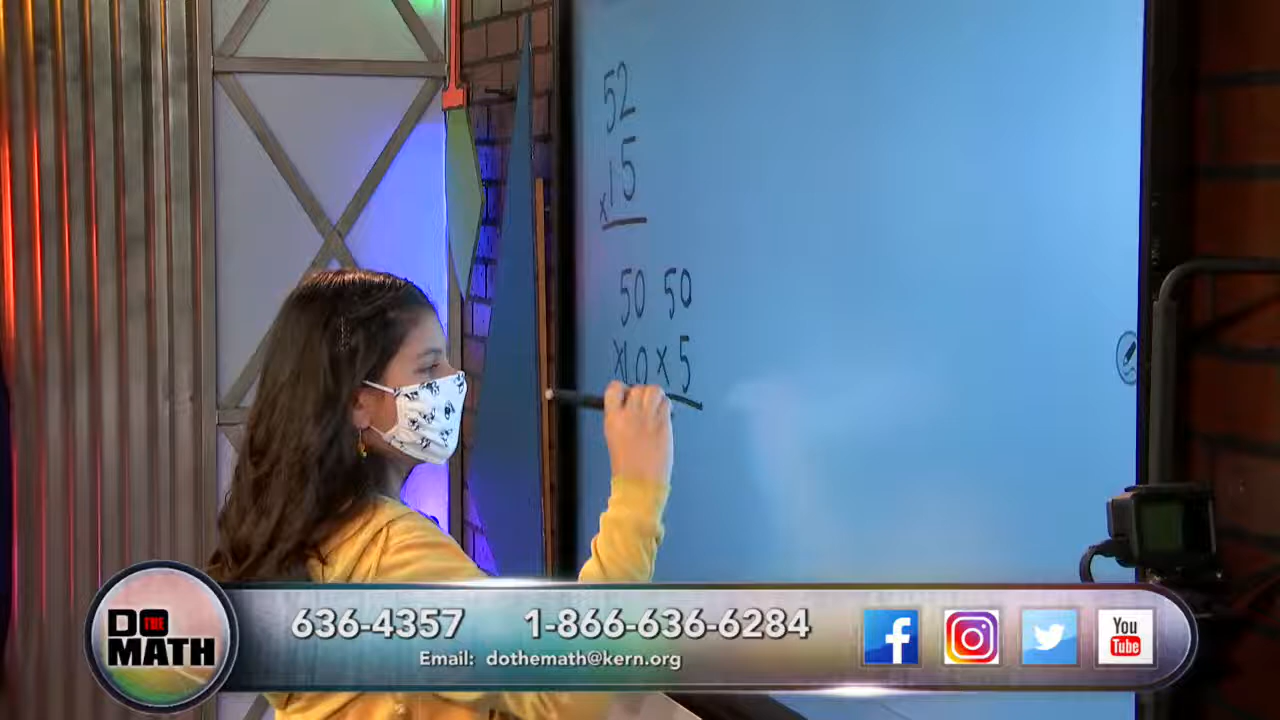 52
×15
50 50
×10 ×5
DO THE MATH
636-4357 1-866-636-6284
Email: dothemath@kern.org
You Tube